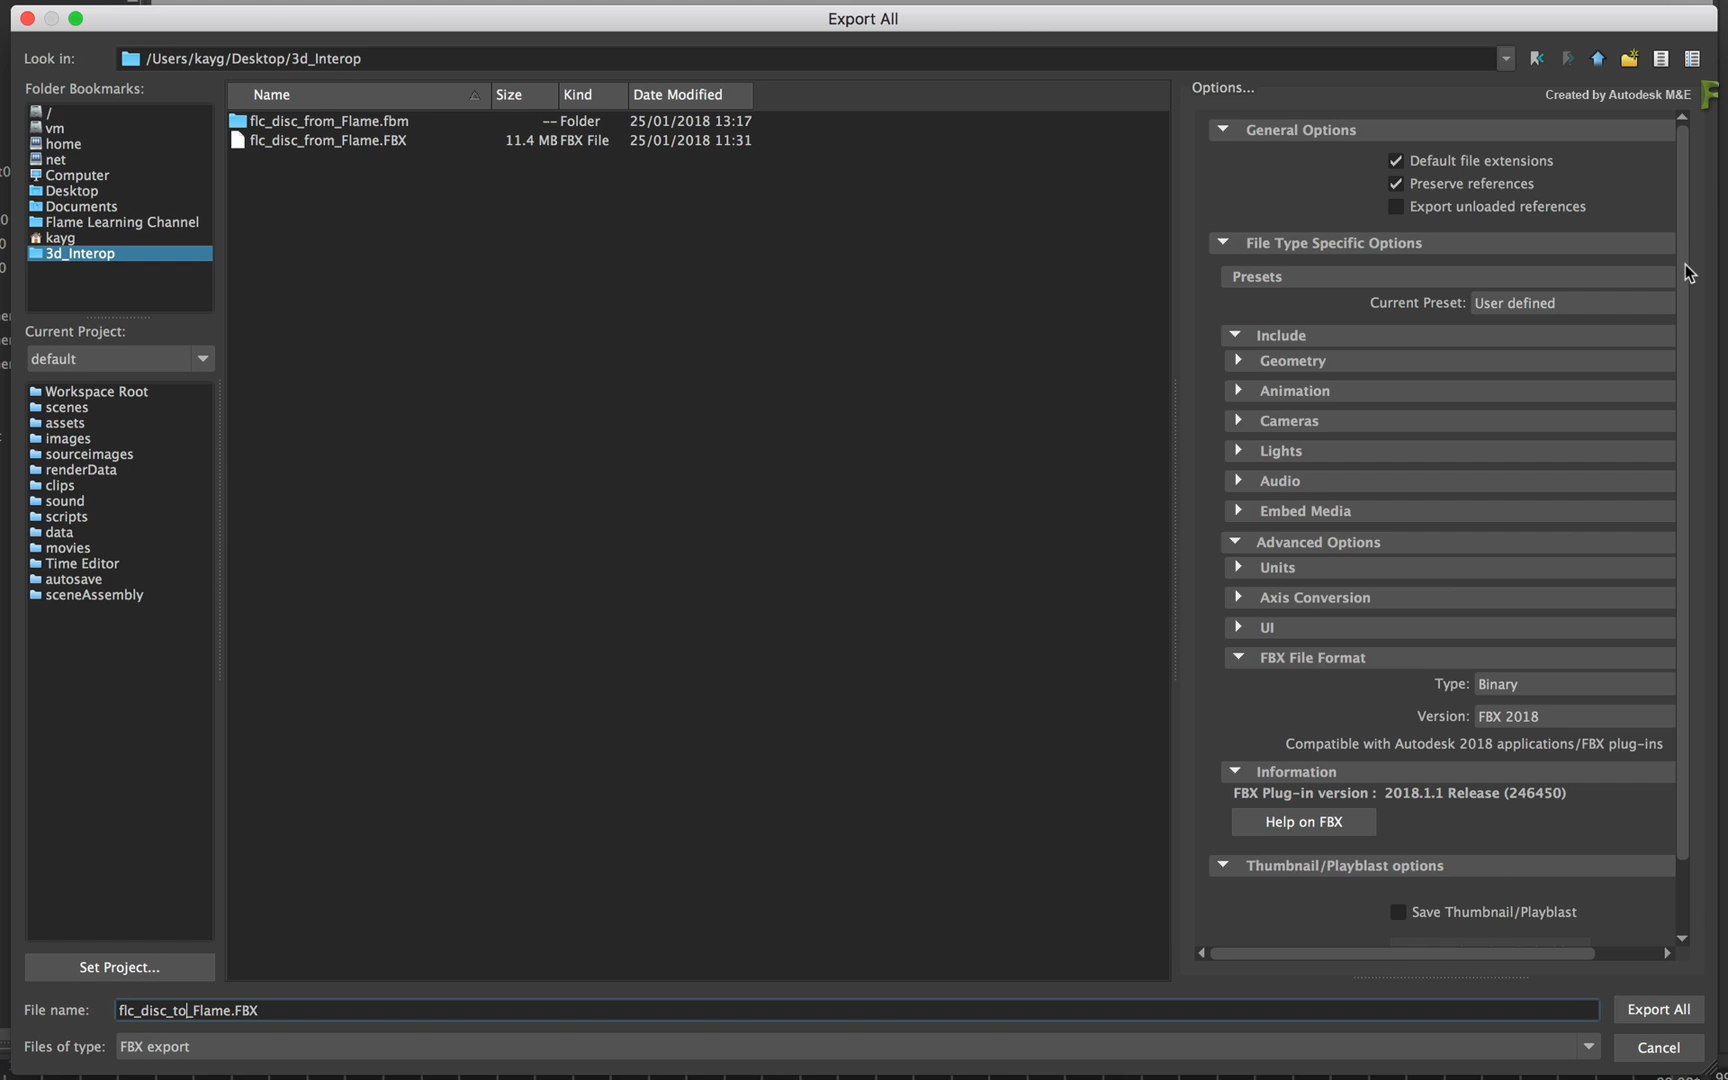 Export All
Look in: /Users/kayg/Desktop/3d_Interop
Folder Bookmarks:
/
vm
home
net
Computer
Desktop
Documents
Flame Learning Channel
kayg
3d_Interop
Current Project:
default
Workspace Root
scenes
assets
images
sourceimages
renderData
clips
sound
scripts
data
movies
Time Editor
autosave
sceneAssembly
Set Project...
Name Size Kind Date Modified
flc_disc_from_Flame.fbm -- Folder 25/01/2018 13:17
flc_disc_from_Flame.FBX 11.4 MB FBX File 25/01/2018 11:31
Options...
Created by Autodesk M&E
General Options
Default file extensions
Preserve references
Export unloaded references
File Type Specific Options
Presets
Current Preset: User defined
Include
Geometry
Animation
Cameras
Lights
Audio
Embed Media
Advanced Options
Units
Axis Conversion
UI
FBX File Format
Type: Binary
Version: FBX 2018
Compatible with Autodesk 2018 applications/FBX plug-ins
Information
FBX Plug-in version : 2018.1.1 Release (246450)
Help on FBX
Thumbnail/Playblast options
Save Thumbnail/Playblast
File name: flc_disc_to_Flame.FBX
Export All
Files of type: FBX export
Cancel